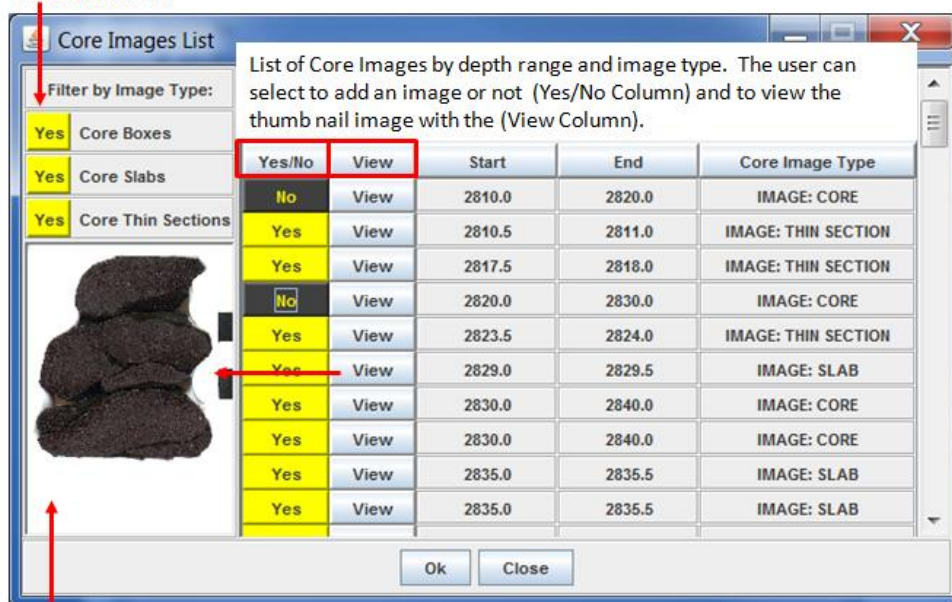 Core Images List
X
List of Core Images by depth range and image type. The user can
select to add an image or not (Yes/No Column) and to view the
thumb nail image with the (View Column).
Filter by Image Type:
Yes Core Boxes
Yes Core Slabs
Yes Core Thin Sections
Yes/No View Start End Core Image Type
No View 2810.0 2820.0 IMAGE: CORE
Yes View 2810.5 2811.0 IMAGE: THIN SECTION
Yes View 2817.5 2818.0 IMAGE: THIN SECTION
No View 2820.0 2830.0 IMAGE: CORE
Yes View 2823.5 2824.0 IMAGE: THIN SECTION
Yes View 2829.0 2829.5 IMAGE: SLAB
Yes View 2830.0 2840.0 IMAGE: CORE
Yes View 2830.0 2840.0 IMAGE: CORE
Yes View 2835.0 2835.5 IMAGE: SLAB
Yes View 2835.0 2835.5 IMAGE: SLAB
Ok Close